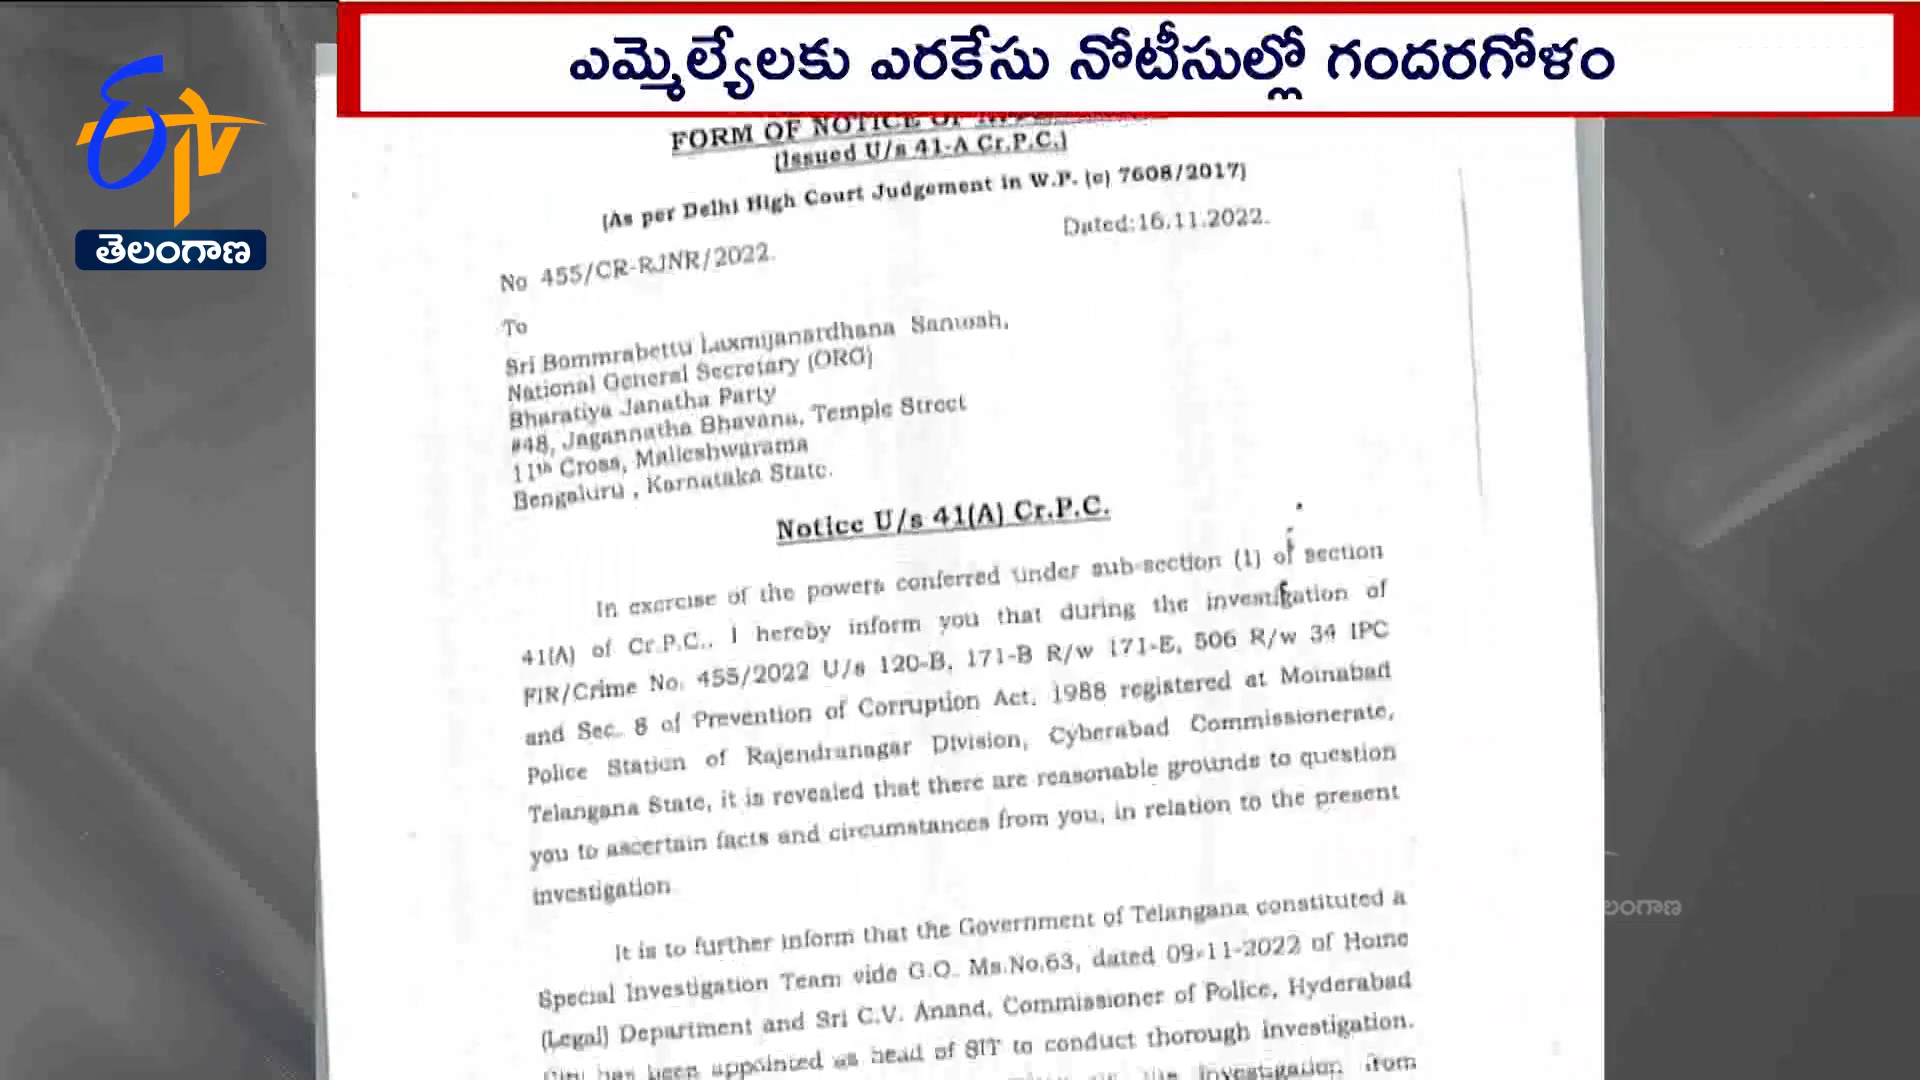 ఎమ్మెల్యేలకు ఎరకేసు నోటీసుల్లో గందరగోళం
ETV
తెలంగాణ
FORM OF NOTICE OF
(Issued U/s 41-A Cr.P.C.)
(As per Delhi High Court Judgement in W.P. (c) 7608/2017)
Dated:16.11.2022.
No 455/CR-RJNR/2022.
To
Sri Bommrabettu Laxmijanardhana Santosh,
National General Secretary (ORG)
Bharatiya Janatha Party
#48, Jagannatha Bhavana, Temple Street
11th Cross, Malleshwarama
Bengaluru , Karnataka State.
Notice U/s 41(A) Cr.P.C.
In exercise of the powers conferred under sub-section (1) of section
41(A) of Cr.P.C., I hereby inform you that during the investigation of
FIR/Crime No. 455/2022 U/s 120-B, 171-B R/w 171-E, 506 R/w 34 IPC
and Sec. 8 of Prevention of Corruption Act, 1988 registered at Moinabad
Police Station of Rajendranagar Division, Cyberabad Commissionerate,
Telangana State, it is revealed that there are reasonable grounds to question
you to ascertain facts and circumstances from you, in relation to the present
investigation
It is to further inform that the Government of Telangana constituted a
Special Investigation Team vide G.O. Ms.No.63, dated 09-11-2022 of Home
(Legal) Department and Sri C.V. Anand, Commissioner of Police, Hyderabad
has been appointed as head of SIT to conduct thorough investigation.
the investigation from